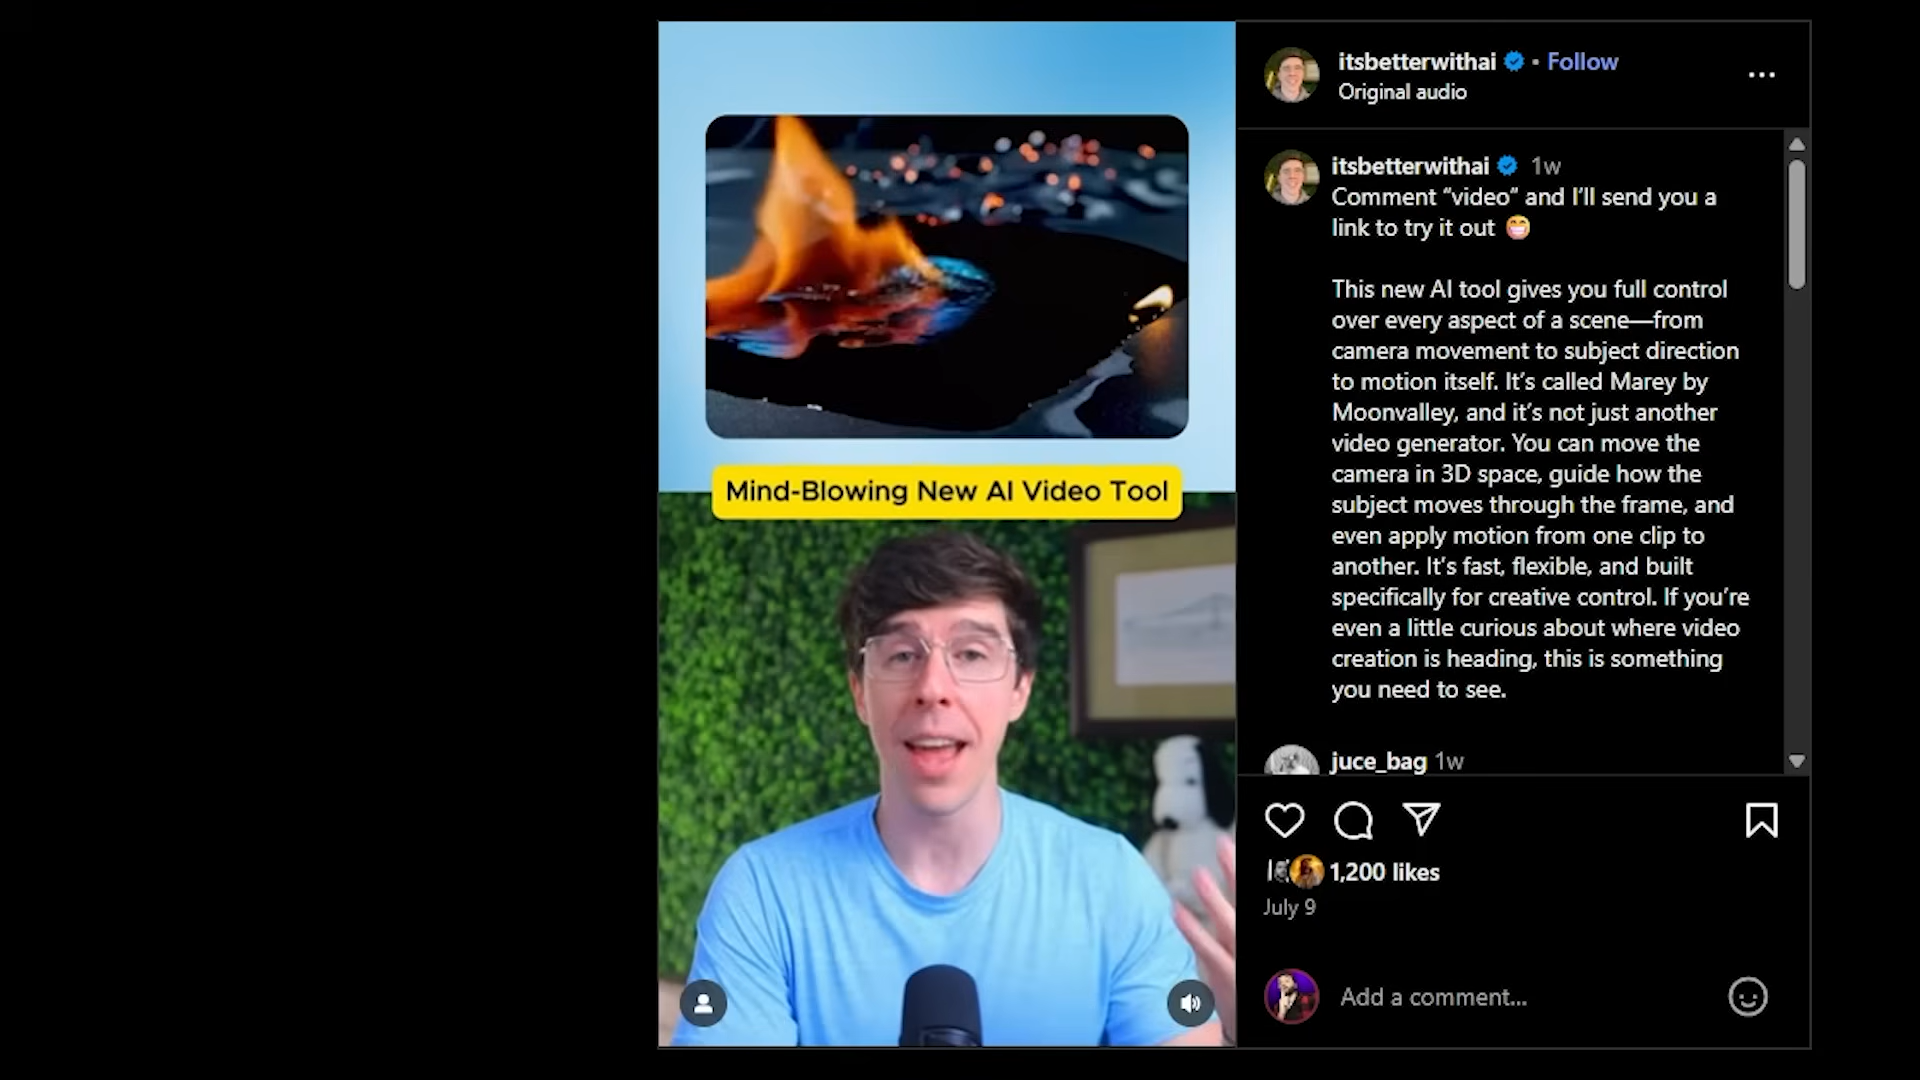 Mind-Blowing New AI Video Tool
itsbetterwithai • Follow
Original audio
itsbetterwithai 1w
Comment “video” and I’ll send you a
link to try it out 😁
This new AI tool gives you full control
over every aspect of a scene—from
camera movement to subject direction
to motion itself. It’s called Marey by
Moonvalley, and it’s not just another
video generator. You can move the
camera in 3D space, guide how the
subject moves through the frame, and
even apply motion from one clip to
another. It’s fast, flexible, and built
specifically for creative control. If you’re
even a little curious about where video
creation is heading, this is something
you need to see.
juce_bag 1w
1,200 likes
July 9
Add a comment...